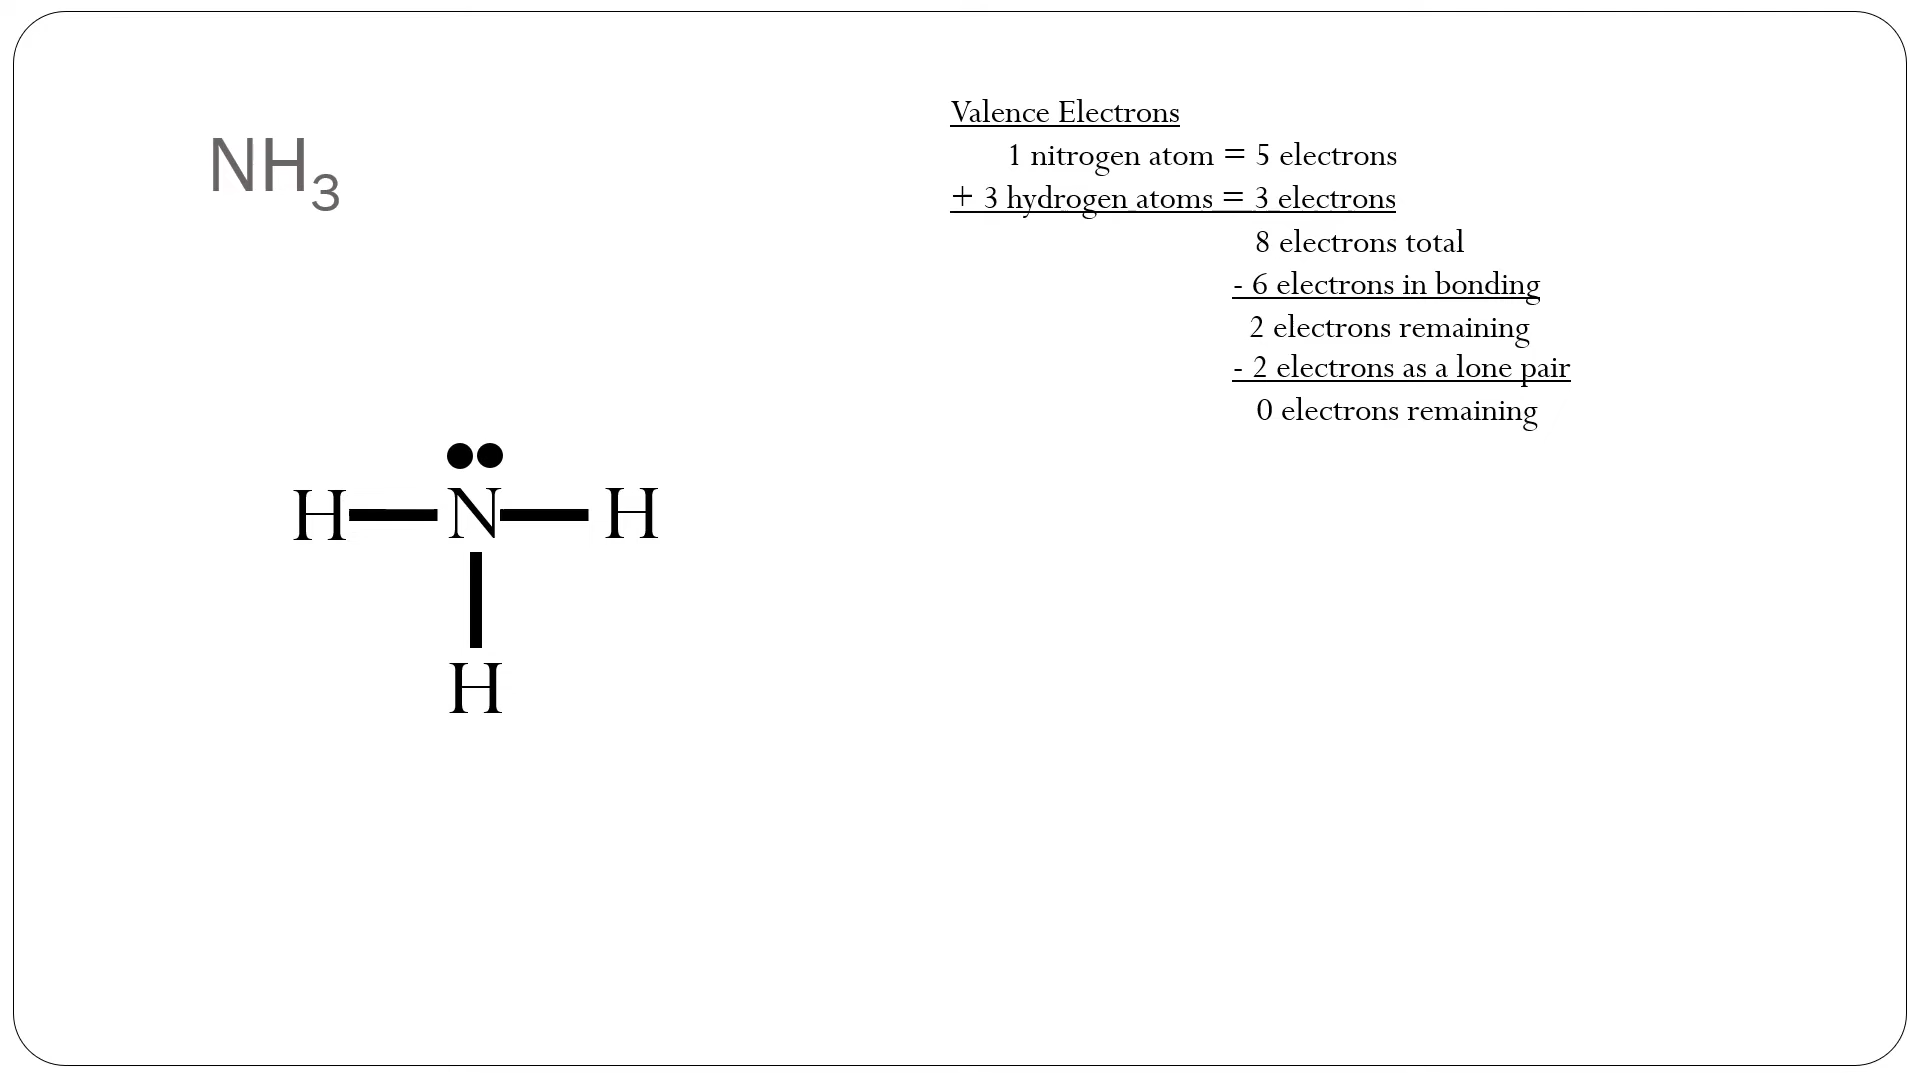 NH₃
Valence Electrons
1 nitrogen atom = 5 electrons
+ 3 hydrogen atoms = 3 electrons
8 electrons total
- 6 electrons in bonding
2 electrons remaining
- 2 electrons as a lone pair
0 electrons remaining
H N H
H